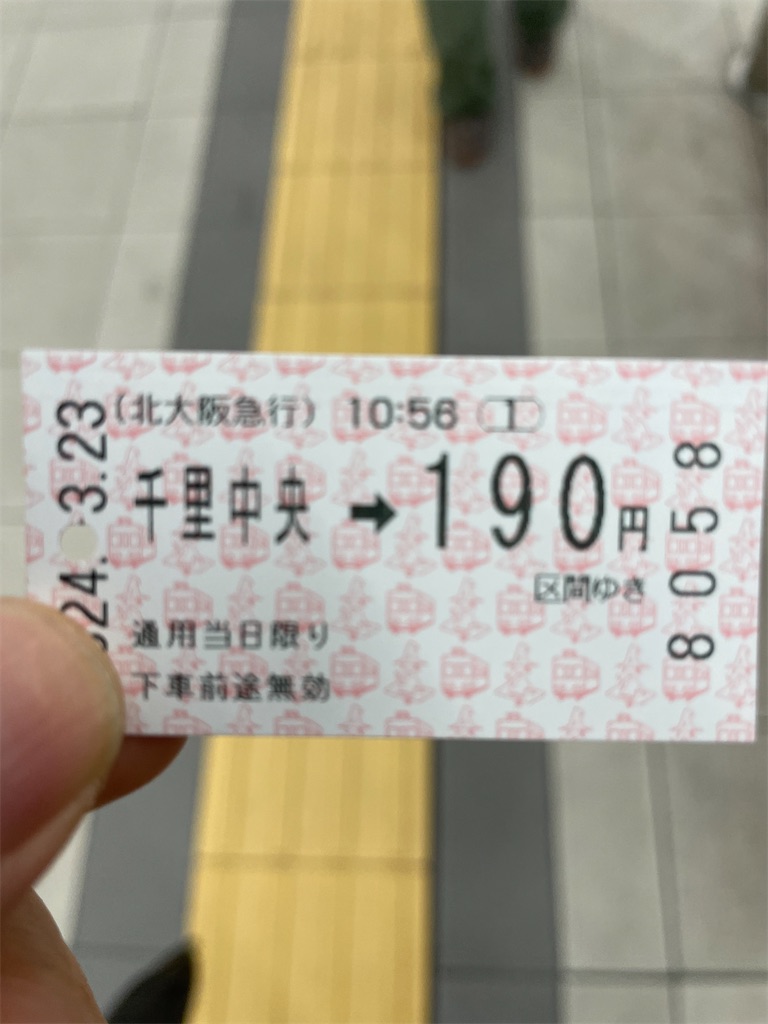 (北大阪急行) 10:56 1
千里中央➡190円
区間ゆき
通用当日限り
下車前途無効
24. 3.23
8058